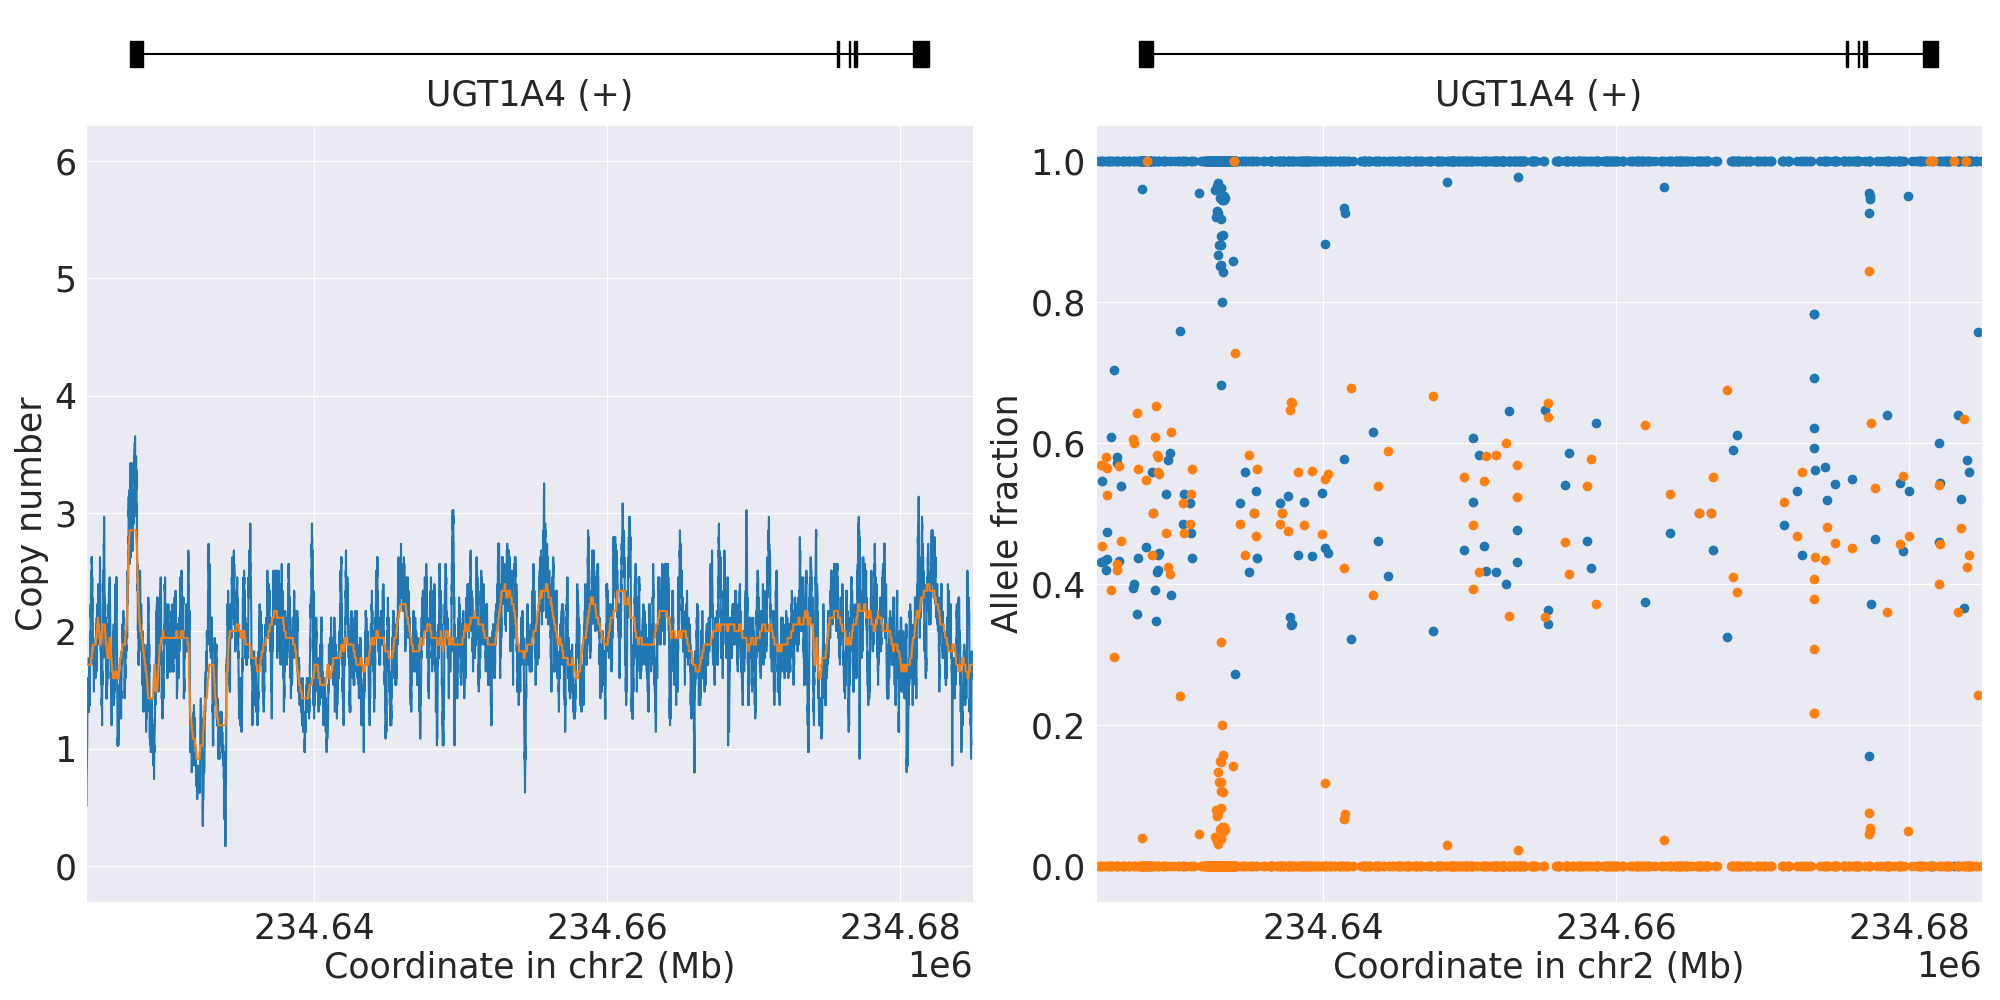 UGT1A4 (+)
6
5
4
3
2
1
0
Copy number
234.64
234.66
234.68
Coordinate in chr2 (Mb)
1e6
UGT1A4 (+)
1.0
0.8
0.6
0.4
0.2
0.0
Allele fraction
234.64
234.66
234.68
Coordinate in chr2 (Mb)
1e6